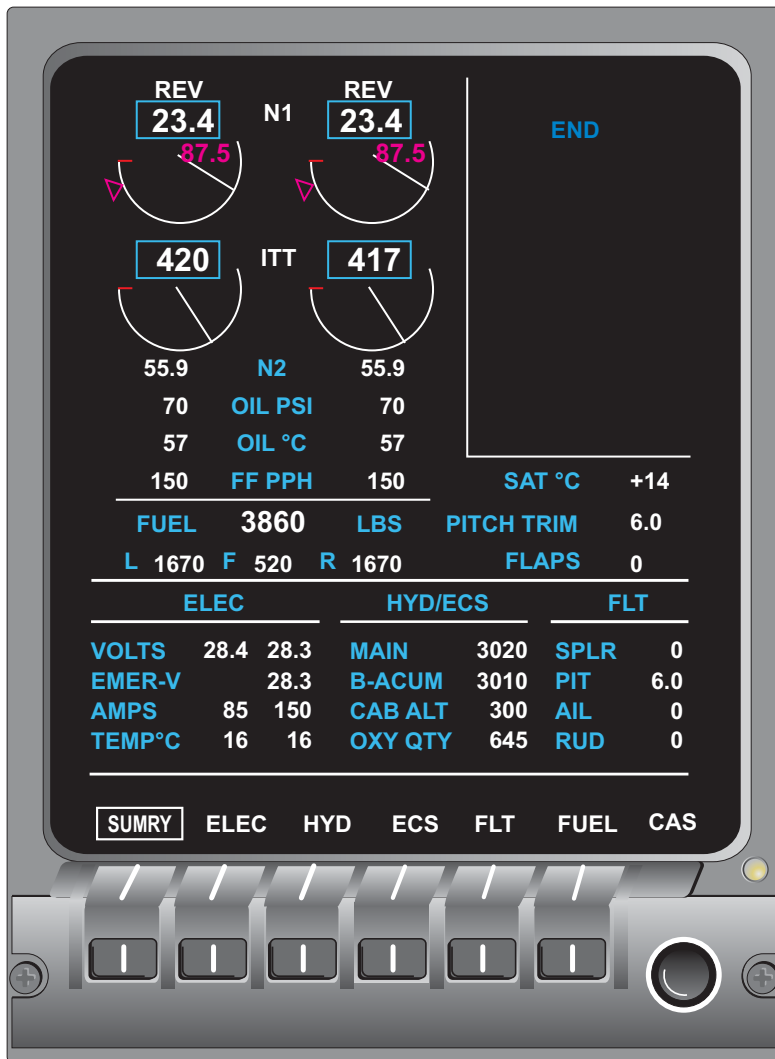 REV REV
23.4 N1 23.4 END
87.5 87.5
420 ITT 417
55.9 N2 55.9
70 OIL PSI 70
57 OIL °C 57
150 FF PPH 150 SAT °C +14
FUEL 3860 LBS PITCH TRIM 6.0
L 1670 F 520 R 1670 FLAPS 0
ELEC HYD/ECS FLT
VOLTS 28.4 28.3 MAIN 3020 SPLR 0
EMER-V 28.3 B-ACUM 3010 PIT 6.0
AMPS 85 150 CAB ALT 300 AIL 0
TEMP°C 16 16 OXY QTY 645 RUD 0
SUMRY ELEC HYD ECS FLT FUEL CAS